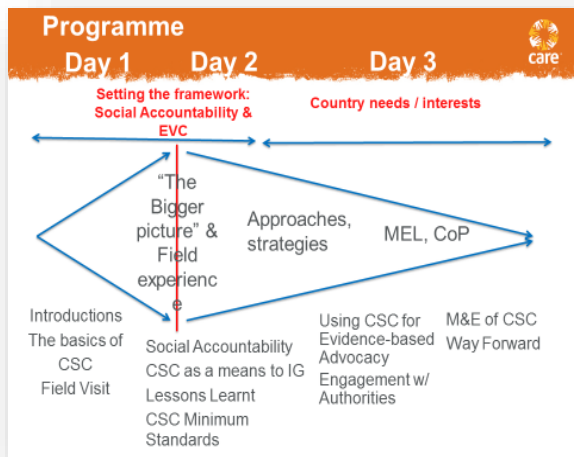 Programme
care
Day 1
Day 2
Day 3
Setting the framework:
Social Accountability &
EVC
Country needs / interests
“The
Bigger
picture” &
Field
experienc
e
Approaches,
strategies
MEL, CoP
Introductions
The basics of
CSC
Field Visit
Social Accountability
CSC as a means to IG
Lessons Learnt
CSC Minimum
Standards
Using CSC for
Evidence-based
Advocacy
Engagement w/
Authorities
M&E of CSC
Way Forward